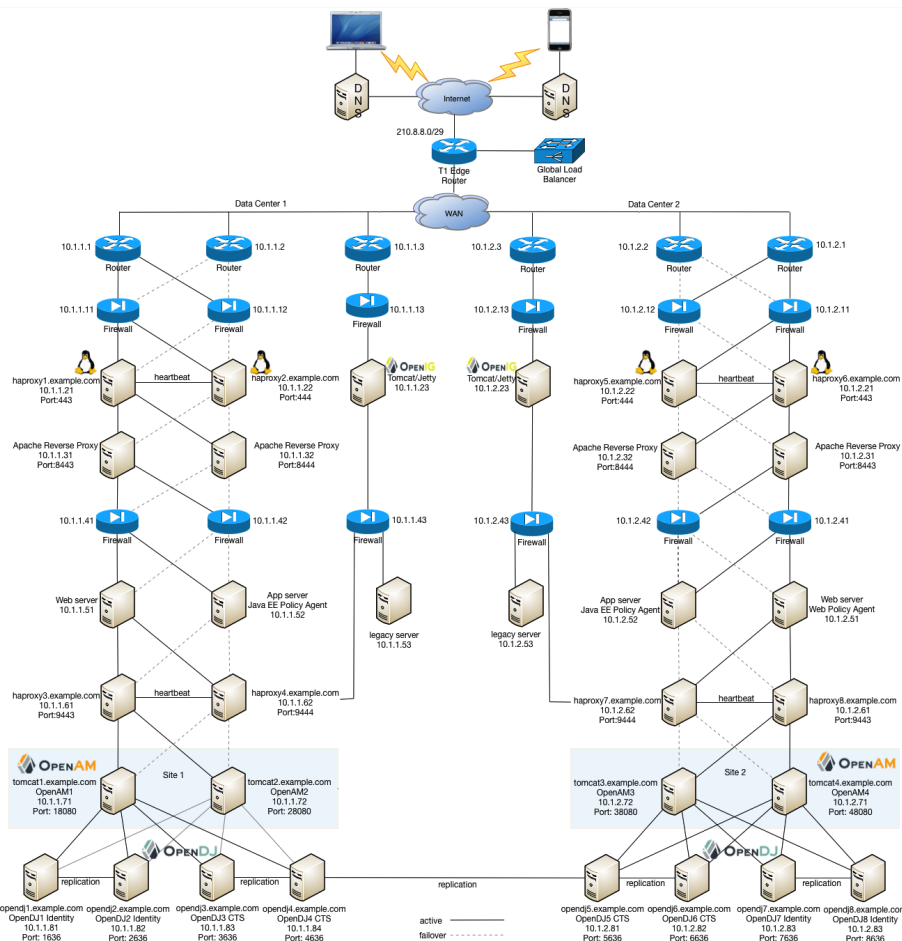 D
N
S
D
N
S
Internet
210.8.8.0/29
T1 Edge
Router
Global Load
Balancer
Data Center 1
WAN
Data Center 2
10.1.1.1
Router
10.1.1.2
Router
10.1.1.3
Router
10.1.2.3
Router
10.1.2.2
Router
10.1.2.1
Router
10.1.1.11
Firewall
10.1.1.12
Firewall
10.1.1.13
Firewall
10.1.2.13
Firewall
10.1.2.12
Firewall
10.1.2.11
Firewall
haproxy1.example.com
10.1.1.21
Port:443
heartbeat
haproxy2.example.com
10.1.1.22
Port:444
OPENIG
Tomcat/Jetty
10.1.1.23
OPENIG
Tomcat/Jetty
10.1.2.23
haproxy5.example.com
10.1.2.22
Port:444
heartbeat
haproxy6.example.com
10.1.2.21
Port:443
Apache Reverse Proxy
10.1.1.31
Port:8443
Apache Reverse Proxy
10.1.1.32
Port:8444
Apache Reverse Proxy
10.1.2.32
Port:8444
Apache Reverse Proxy
10.1.2.31
Port:8443
10.1.1.41
Firewall
10.1.1.42
Firewall
10.1.1.43
Firewall
10.1.2.43
Firewall
10.1.2.42
Firewall
10.1.2.41
Firewall
Web server
10.1.1.51
App server
Java EE Policy Agent
10.1.1.52
legacy server
10.1.1.53
legacy server
10.1.2.53
App server
Java EE Policy Agent
10.1.2.52
Web server
Web Policy Agent
10.1.2.51
haproxy3.example.com
10.1.1.61
Port:9443
heartbeat
haproxy4.example.com
10.1.1.62
Port:9444
haproxy7.example.com
10.1.2.62
Port:9444
heartbeat
haproxy8.example.com
10.1.2.61
Port:9443
OPENAM
Site 1
tomcat1.example.com
OpenAM1
10.1.1.71
Port: 18080
tomcat2.example.com
OpenAM2
10.1.1.72
Port: 28080
OPENAM
Site 2
tomcat3.example.com
OpenAM3
10.1.2.72
Port: 38080
tomcat4.example.com
OpenAM4
10.1.2.71
Port: 48080
OPENDJ
OPENDJ
replication
replication
replication
replication
replication
opendj1.example.com
OpenDJ1 Identity
10.1.1.81
Port: 1636
opendj2.example.com
OpenDJ2 Identity
10.1.1.82
Port: 2636
opendj3.example.com
OpenDJ3 CTS
10.1.1.83
Port: 3636
opendj4.example.com
OpenDJ4 CTS
10.1.1.84
Port: 4636
opendj5.example.com
OpenDJ5 CTS
10.1.2.81
Port: 5636
opendj6.example.com
OpenDJ6 CTS
10.1.2.82
Port: 6636
opendj7.example.com
OpenDJ7 Identity
10.1.2.83
Port: 7636
opendj8.example.com
OpenDJ8 Identity
10.1.2.83
Port: 8636
active
failover